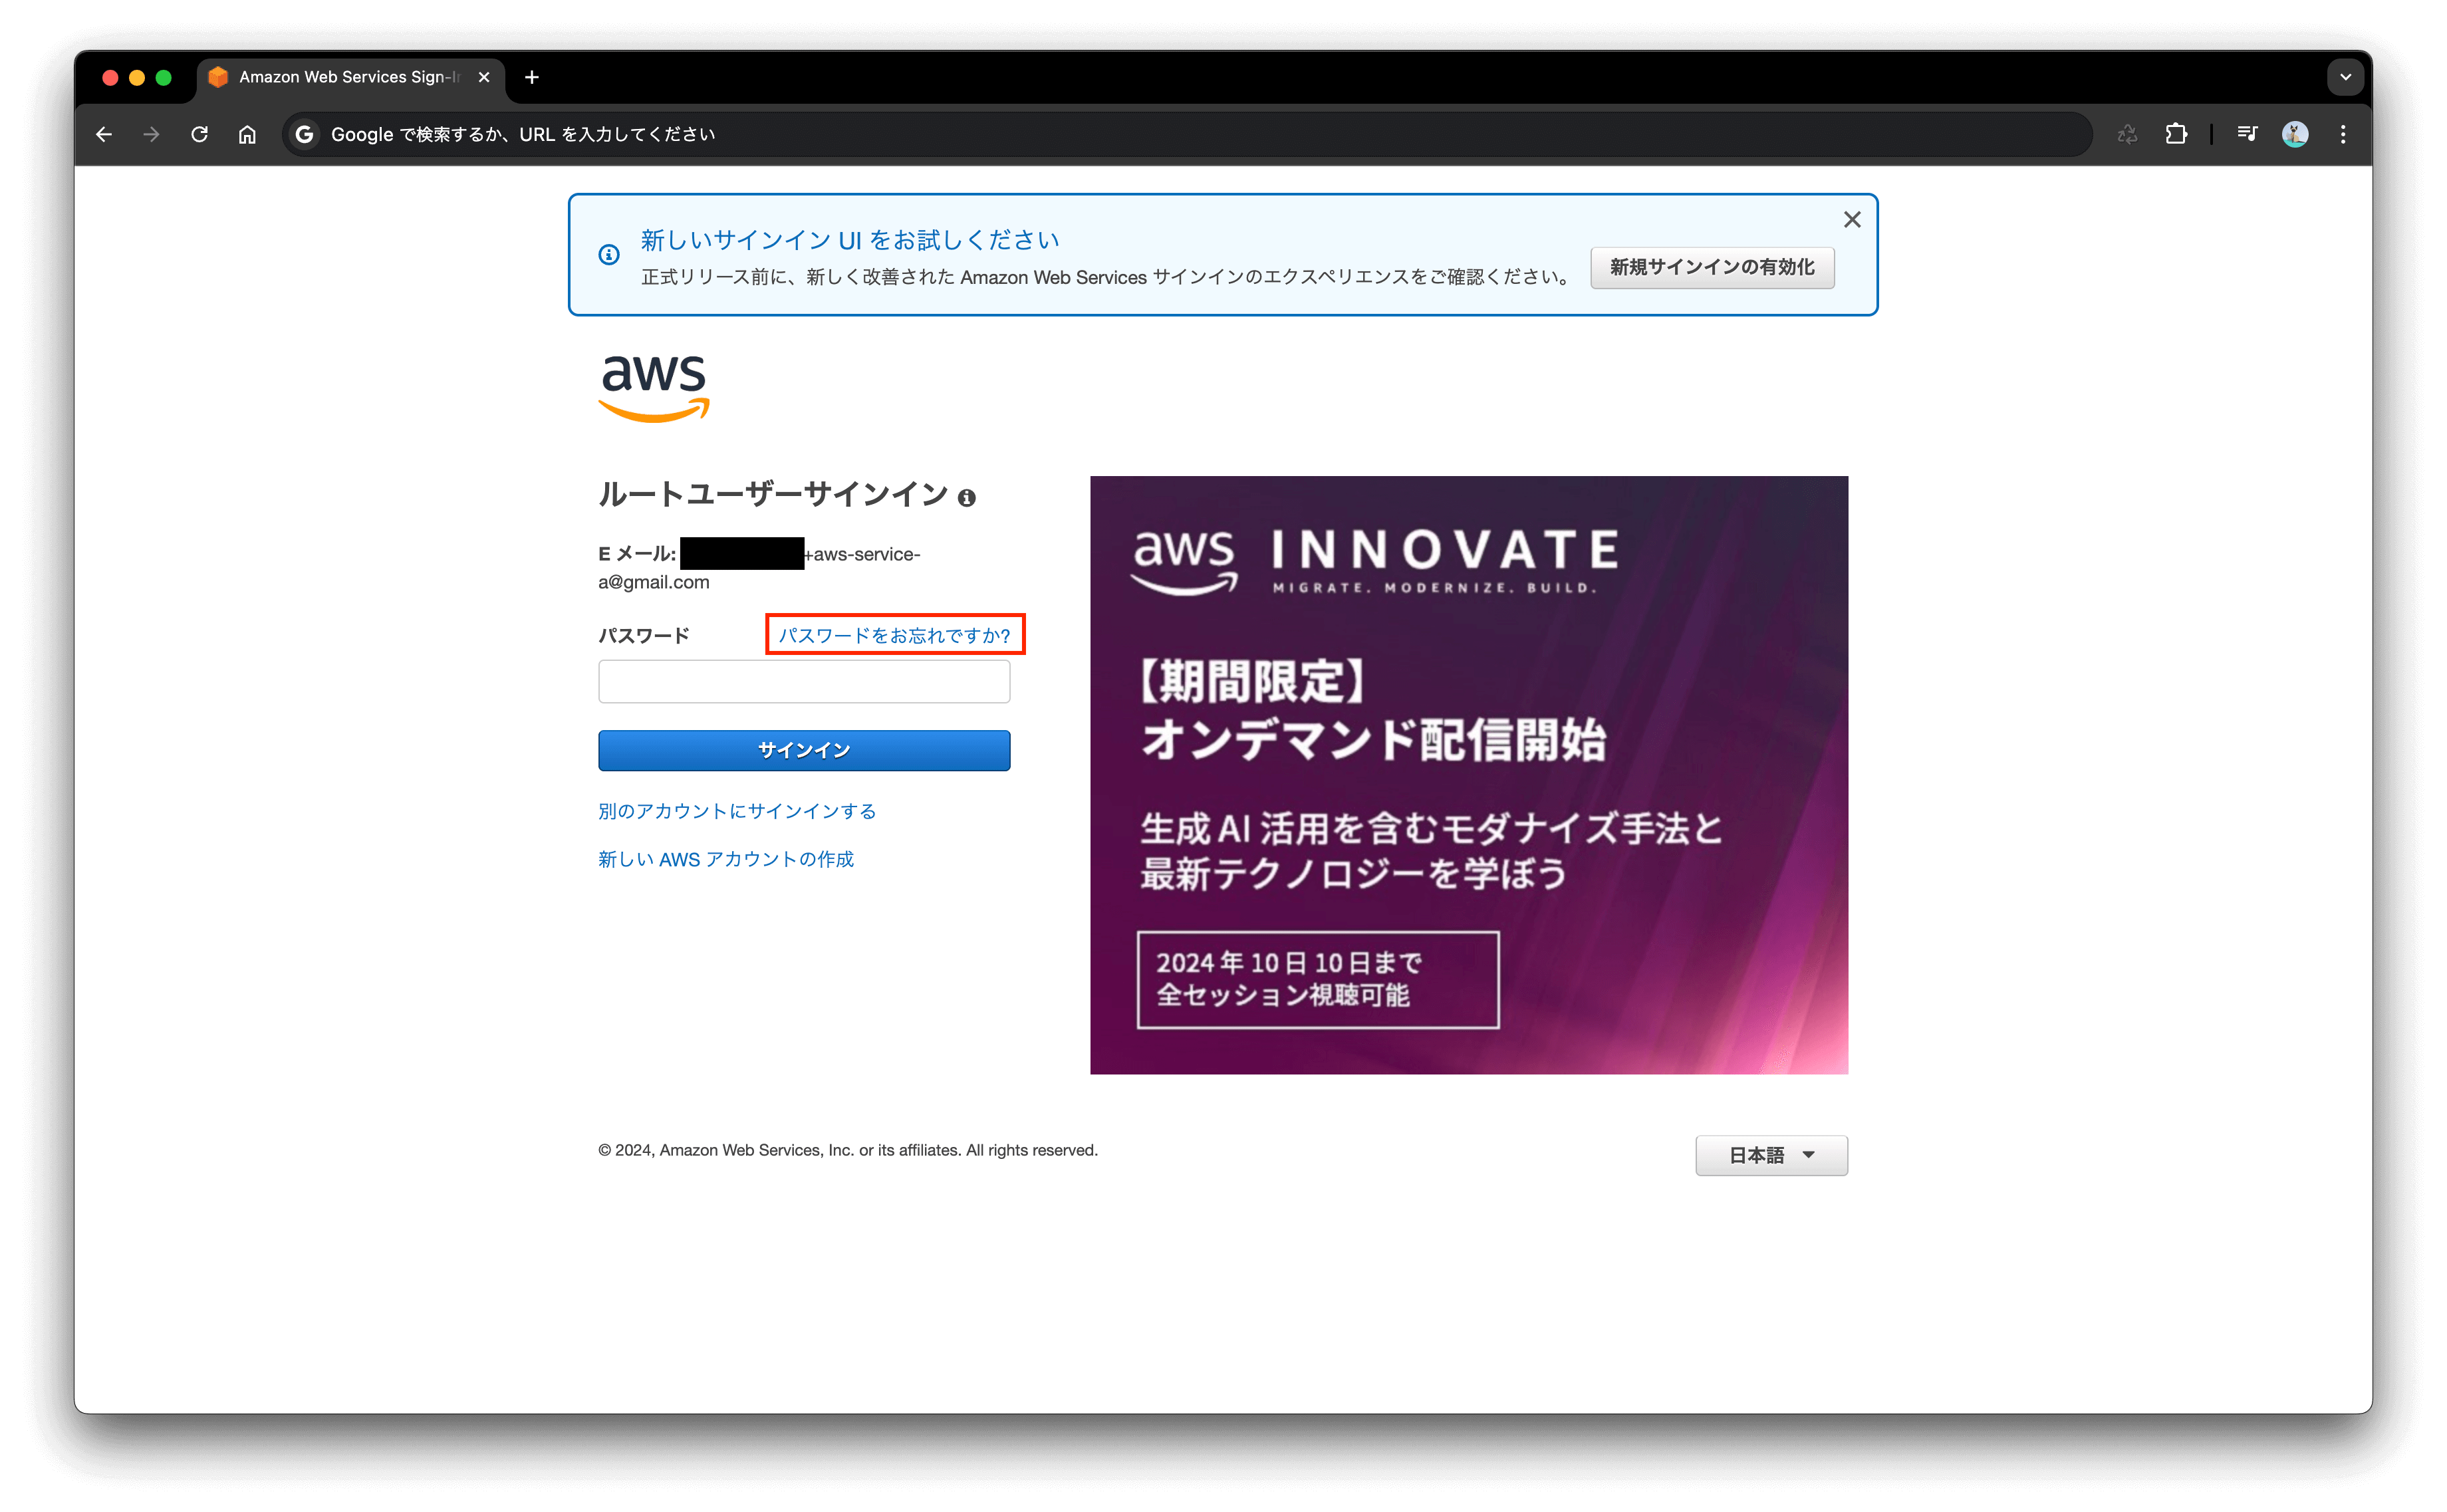 Amazon Web Services Sign-In
Google で検索するか、URL を入力してください
新しいサインイン UI をお試しください
正式リリース前に、新しく改善された Amazon Web Services サインインのエクスペリエンスをご確認ください。
新規サインインの有効化
aws
ルートユーザーサインイン
E メール: +aws-service-
a@gmail.com
パスワード パスワードをお忘れですか?
サインイン
別のアカウントにサインインする
新しい AWS アカウントの作成
aws INNOVATE
MIGRATE. MODERNIZE. BUILD.
【期間限定】
オンデマンド配信開始
生成 AI 活用を含むモダナイズ手法と
最新テクノロジーを学ぼう
2024 年 10 日 10 日まで
全セッション視聴可能
© 2024, Amazon Web Services, Inc. or its affiliates. All rights reserved.
日本語